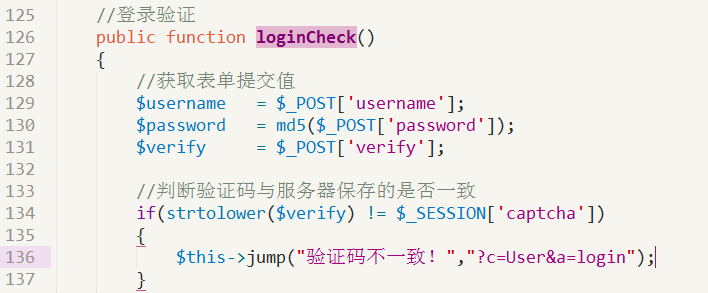 125 //登录验证
126 public function loginCheck()
127 {
128 //获取表单提交值
129 $username = $_POST['username'];
130 $password = md5($_POST['password']);
131 $verify = $_POST['verify'];
132
133 //判断验证码与服务器保存的是否一致
134 if(strtolower($verify) != $_SESSION['captcha'])
135 {
136 $this->jump("验证码不一致！","?c=User&a=login");
137 }